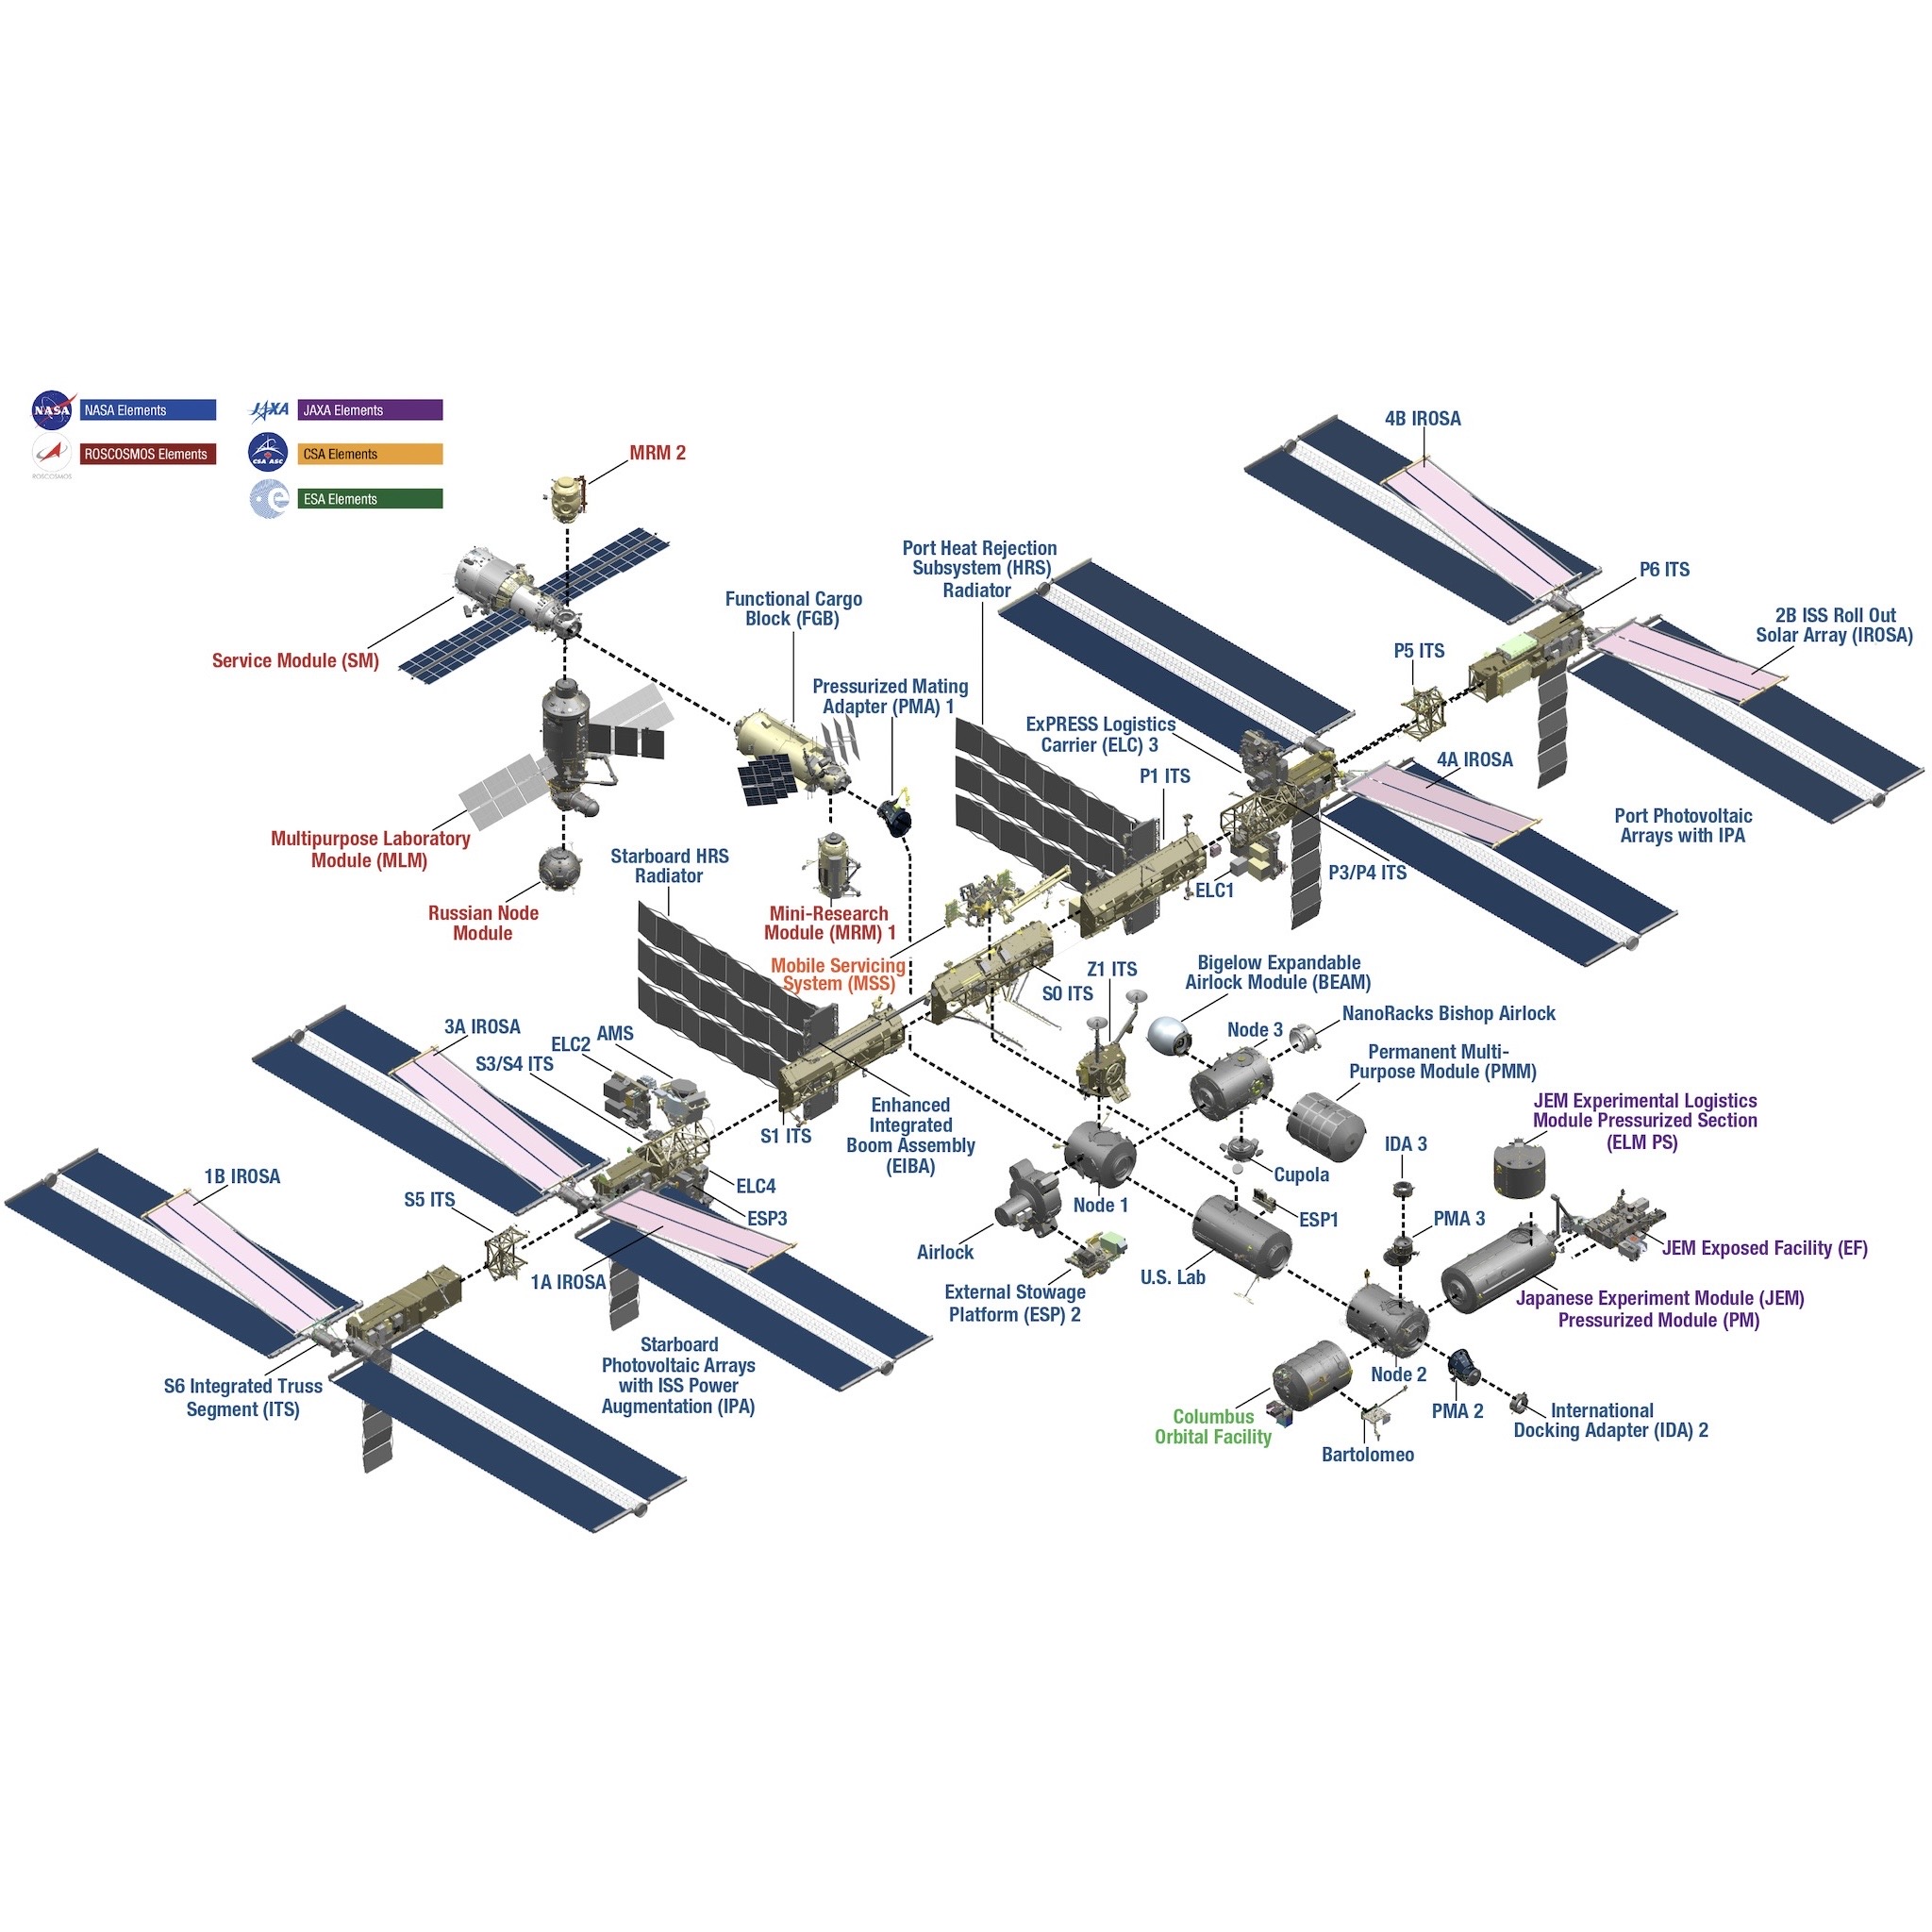 NASA
NASA Elements
JAXA
JAXA Elements
ROSCOSMOS
ROSCOSMOS Elements
CSA ASC
CSA Elements
e
ESA Elements
MRM 2
4B IROSA
Port Heat Rejection
Subsystem (HRS)
Radiator
P6 ITS
Functional Cargo
Block (FGB)
2B ISS Roll Out
Solar Array (IROSA)
Service Module (SM)
P5 ITS
Pressurized Mating
Adapter (PMA) 1
ExPRESS Logistics
Carrier (ELC) 3
P1 ITS
4A IROSA
Port Photovoltaic
Arrays with IPA
Multipurpose Laboratory
Module (MLM)
Starboard HRS
Radiator
P3/P4 ITS
ELC1
Russian Node
Module
Mini-Research
Module (MRM) 1
Mobile Servicing
System (MSS)
Z1 ITS
S0 ITS
Bigelow Expandable
Airlock Module (BEAM)
NanoRacks Bishop Airlock
Node 3
3A IROSA
AMS
ELC2
S3/S4 ITS
Permanent Multi-
Purpose Module (PMM)
JEM Experimental Logistics
Module Pressurized Section
(ELM PS)
Enhanced
Integrated
Boom Assembly
(EIBA)
S1 ITS
IDA 3
1B IROSA
Cupola
ELC4
S5 ITS
Node 1
ESP3
ESP1
PMA 3
Airlock
JEM Exposed Facility (EF)
1A IROSA
U.S. Lab
External Stowage
Platform (ESP) 2
Japanese Experiment Module (JEM)
Pressurized Module (PM)
Starboard
Photovoltaic Arrays
with ISS Power
Augmentation (IPA)
S6 Integrated Truss
Segment (ITS)
Node 2
PMA 2
Columbus
Orbital Facility
International
Docking Adapter (IDA) 2
Bartolomeo